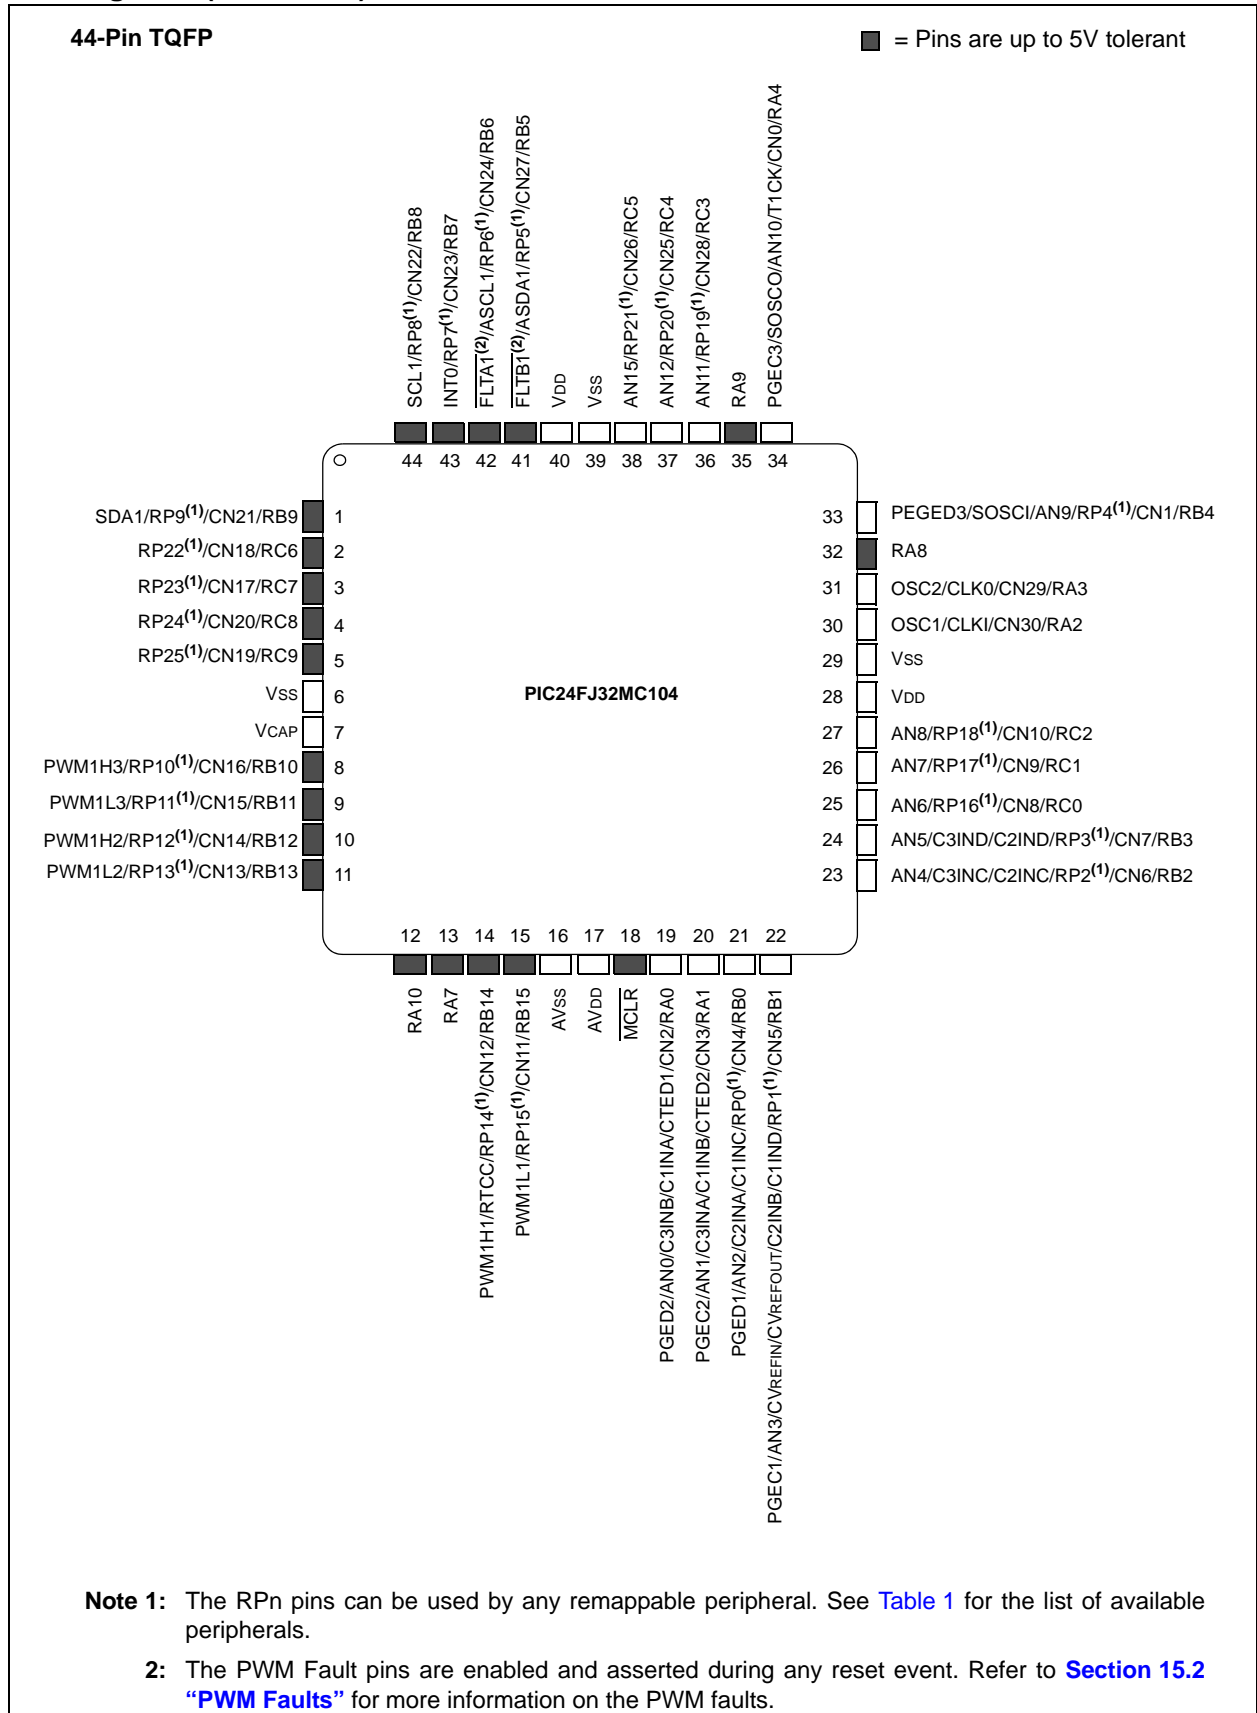 44-Pin TQFP
= Pins are up to 5V tolerant
SCL1/RP8(1)/CN22/RB8
INT0/RP7(1)/CN23/RB7
FLTA1(2)/ASCL1/RP6(1)/CN24/RB6
FLTB1(2)/ASDA1/RP5(1)/CN27/RB5
VDD
VSS
AN15/RP21(1)/CN26/RC5
AN12/RP20(1)/CN25/RC4
AN11/RP19(1)/CN28/RC3
RA9
PGEC3/SOSCO/AN10/T1CK/CN0/RA4
44 43 42 41 40 39 38 37 36 35 34
SDA1/RP9(1)/CN21/RB9 1
RP22(1)/CN18/RC6 2
RP23(1)/CN17/RC7 3
RP24(1)/CN20/RC8 4
RP25(1)/CN19/RC9 5
VSS 6
VCAP 7
PWM1H3/RP10(1)/CN16/RB10 8
PWM1L3/RP11(1)/CN15/RB11 9
PWM1H2/RP12(1)/CN14/RB12 10
PWM1L2/RP13(1)/CN13/RB13 11
PIC24FJ32MC104
33 PEGED3/SOSCI/AN9/RP4(1)/CN1/RB4
32 RA8
31 OSC2/CLK0/CN29/RA3
30 OSC1/CLKI/CN30/RA2
29 VSS
28 VDD
27 AN8/RP18(1)/CN10/RC2
26 AN7/RP17(1)/CN9/RC1
25 AN6/RP16(1)/CN8/RC0
24 AN5/C3IND/C2IND/RP3(1)/CN7/RB3
23 AN4/C3INC/C2INC/RP2(1)/CN6/RB2
12 13 14 15 16 17 18 19 20 21 22
RA10
RA7
PWM1H1/RTCC/RP14(1)/CN12/RB14
PWM1L1/RP15(1)/CN11/RB15
AVSS
AVDD
MCLR
PGED2/AN0/C3INB/C1INA/CTED1/CN2/RA0
PGEC2/AN1/C3INA/C1INB/CTED2/CN3/RA1
PGED1/AN2/C2INA/C1INC/RP0(1)/CN4/RB0
PGEC1/AN3/CVREFIN/CVREFOUT/C2INB/C1IND/RP1(1)/CN5/RB1
Note 1: The RPn pins can be used by any remappable peripheral. See Table 1 for the list of available
peripherals.
2: The PWM Fault pins are enabled and asserted during any reset event. Refer to Section 15.2
“PWM Faults” for more information on the PWM faults.